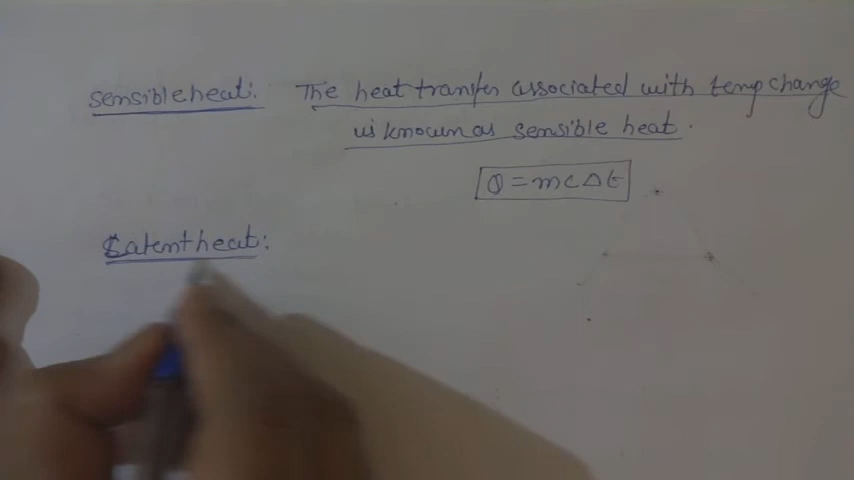 sensible heat: The heat transfer associated with temp change
is known as sensible heat.
Q = mcΔt
Latent heat: